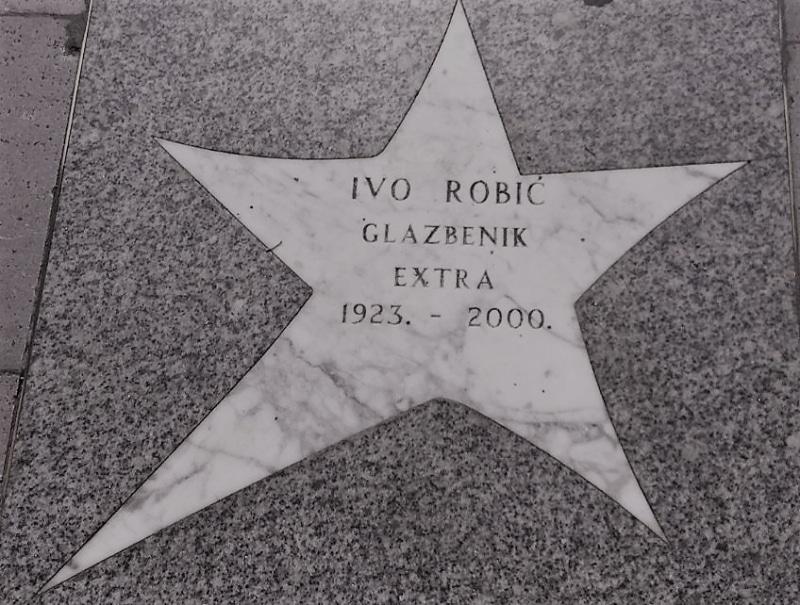 IVO ROBIĆ
GLAZBENIK
EXTRA
1923. - 2000.